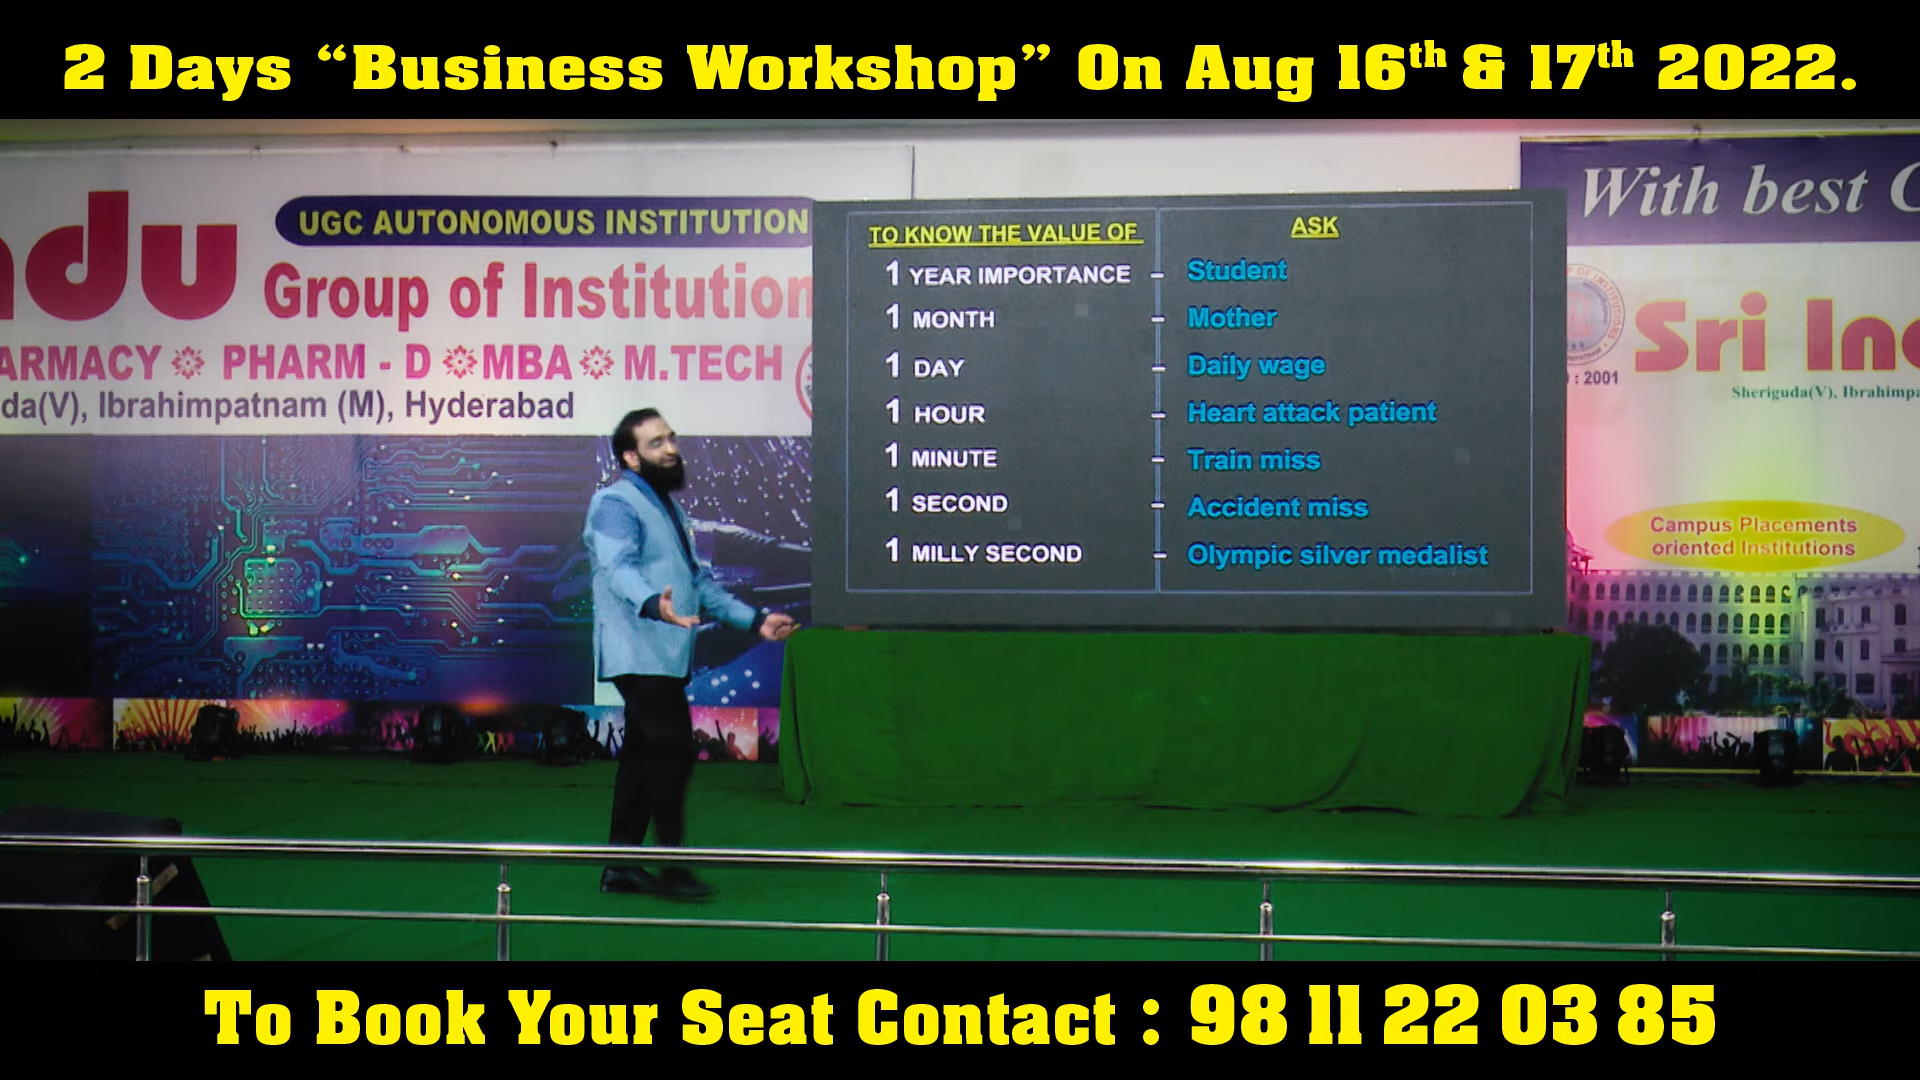 2 Days “Business Workshop” On Aug 16th & 17th 2022.
ndu
UGC AUTONOMOUS INSTITUTION
Group of Institution
ARMACY PHARM - D MBA M.TECH
da(V), Ibrahimpatnam (M), Hyderabad
TO KNOW THE VALUE OF ASK
1 YEAR IMPORTANCE - Student
1 MONTH - Mother
1 DAY - Daily wage
1 HOUR - Heart attack patient
1 MINUTE - Train miss
1 SECOND - Accident miss
1 MILLY SECOND - Olympic silver medalist
With best C
Sri Ind
: 2001
Sheriguda(V), Ibrahimpa
Campus Placements
oriented Institutions
To Book Your Seat Contact : 98 11 22 03 85